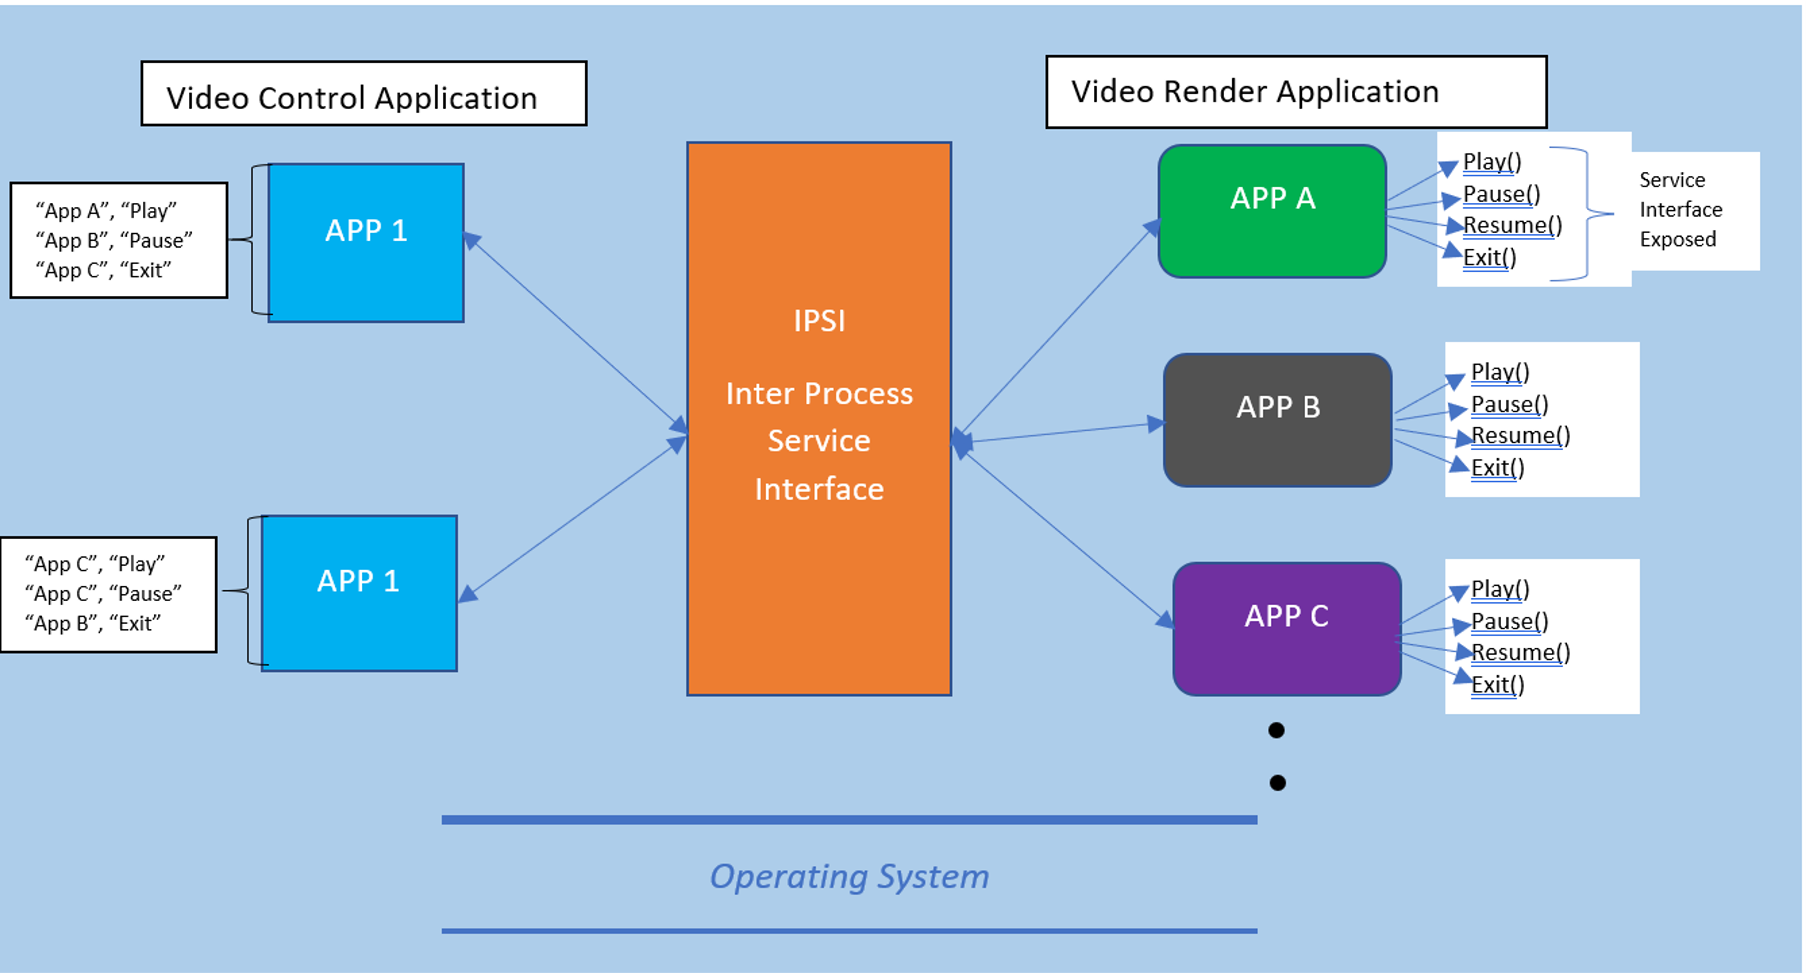 Video Control Application
Video Render Application
“App A”, “Play”
“App B”, “Pause”
“App C”, “Exit”
APP 1
“App C”, “Play”
“App C”, “Pause”
“App B”, “Exit”
APP 1
IPSI
Inter Process
Service
Interface
APP A
Play()
Pause()
Resume()
Exit()
Service
Interface
Exposed
APP B
Play()
Pause()
Resume()
Exit()
APP C
Play()
Pause()
Resume()
Exit()
Operating System